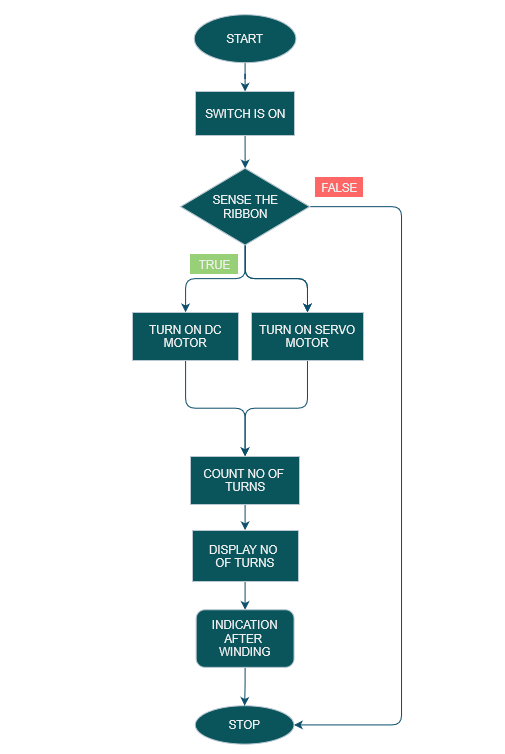 START
SWITCH IS ON
SENSE THE
RIBBON
FALSE
TRUE
TURN ON DC
MOTOR
TURN ON SERVO
MOTOR
COUNT NO OF
TURNS
DISPLAY NO
OF TURNS
INDICATION
AFTER
WINDING
STOP